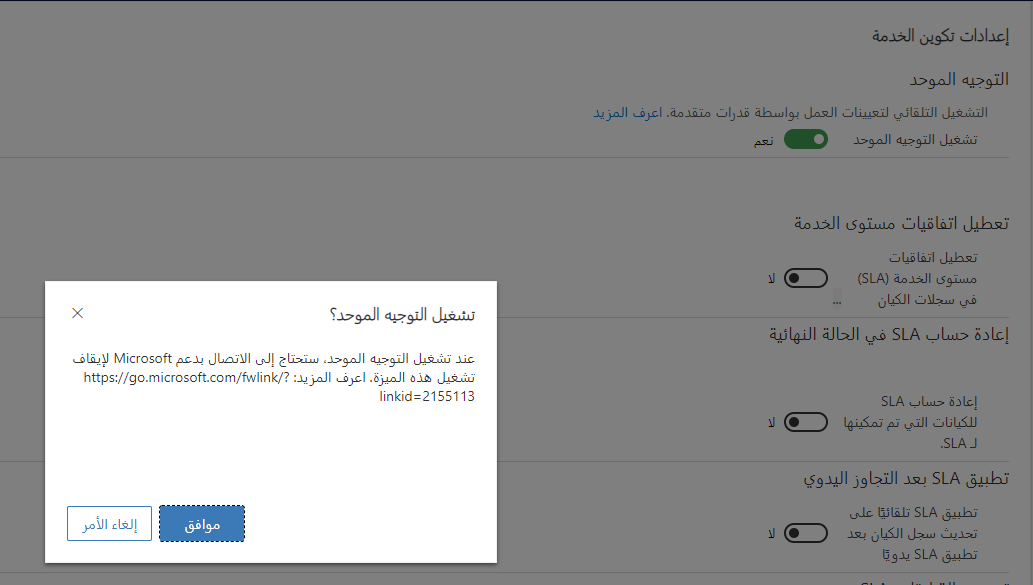 إعدادات تكوين الخدمة
التوجيه الموحد
التشغيل التلقائي لتعيينات العمل بواسطة قدرات متقدمة. اعرف المزيد
تشغيل التوجيه الموحد
نعم
تعطيل اتفاقيات مستوى الخدمة
تعطيل اتفاقيات
مستوى الخدمة (SLA)
في سجلات الكيان
...
لا
إعادة حساب SLA في الحالة النهائية
إعادة حساب SLA
للكيانات التي تم تمكينها
لـ SLA.
لا
تطبيق SLA بعد التجاوز اليدوي
تطبيق SLA تلقائيًا على
تحديث سجل الكيان بعد
تطبيق SLA يدويًا
لا
تشغيل التوجيه الموحد؟
عند تشغيل التوجيه الموحد، ستحتاج إلى الاتصال بدعم Microsoft لإيقاف
تشغيل هذه الميزة. اعرف المزيد: https://go.microsoft.com/fwlink/?
linkid=2155113
موافق
إلغاء الأمر